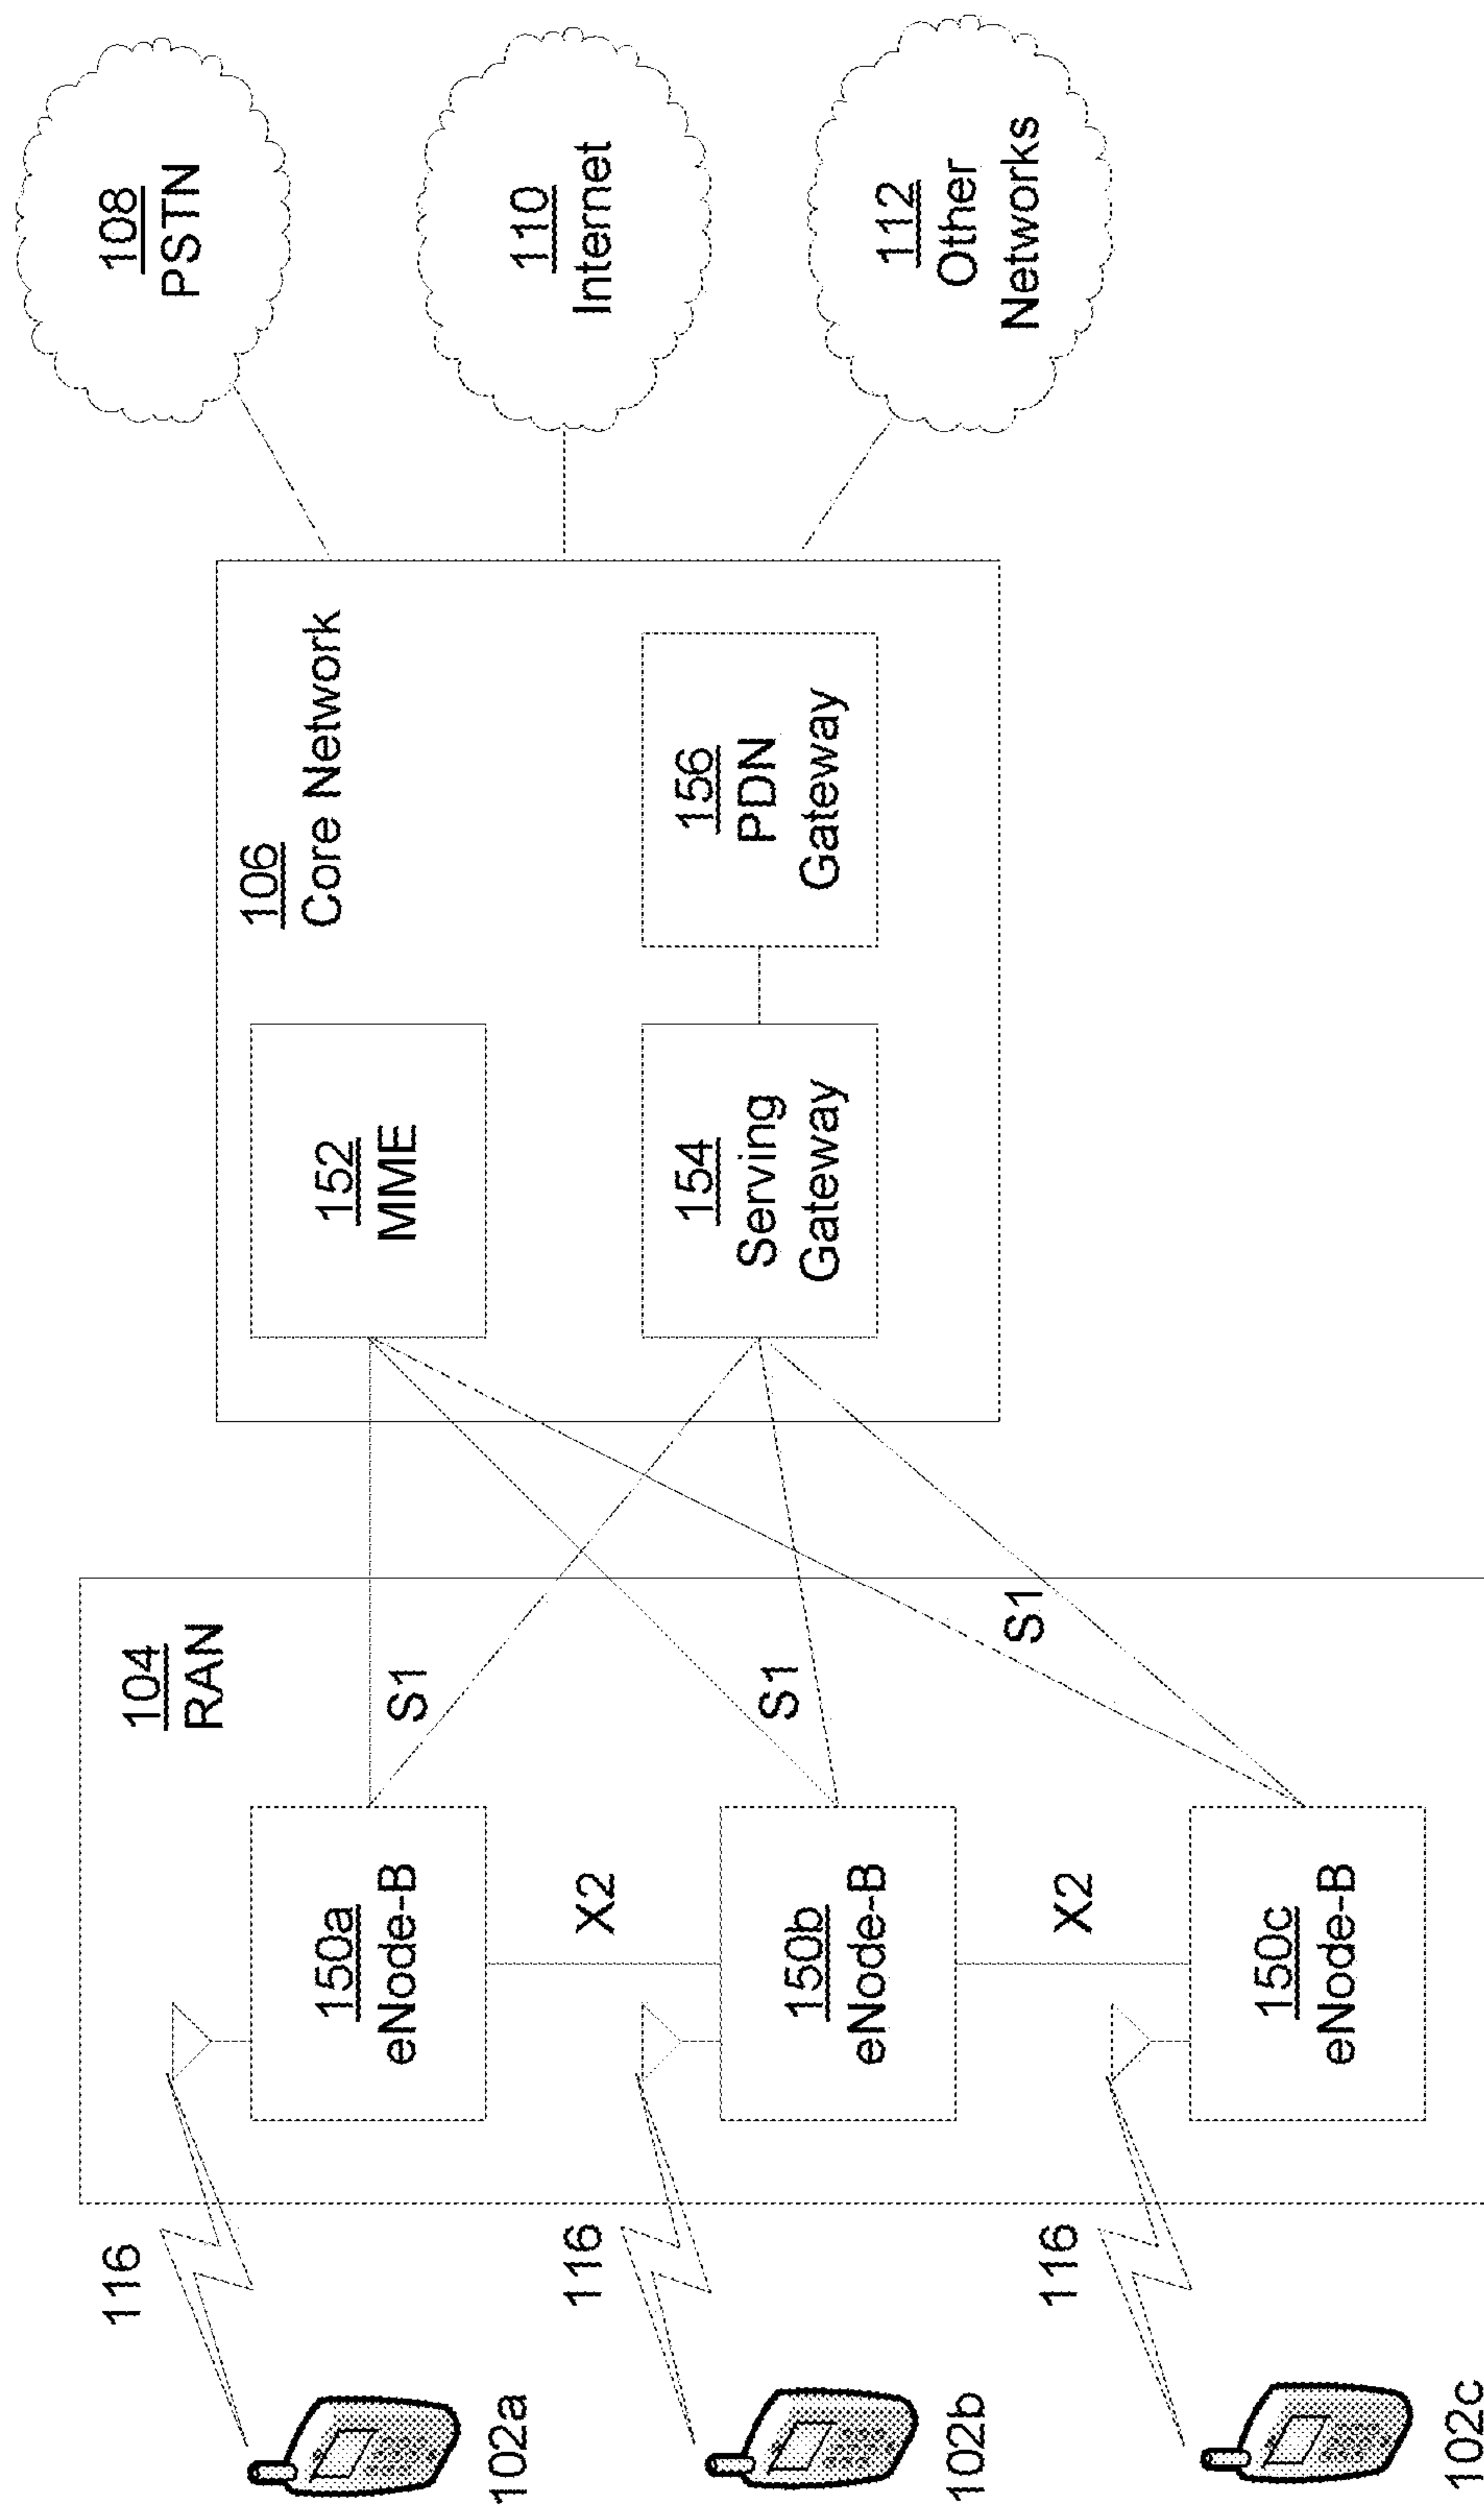 102a
102b
102c
116
116
116
104
RAN
150a
eNode-B
150b
eNode-B
150c
eNode-B
X2
X2
S1
S1
S1
106
Core Network
152
MME
154
Serving
Gateway
156
PDN
Gateway
108
PSTN
110
Internet
112
Other
Networks